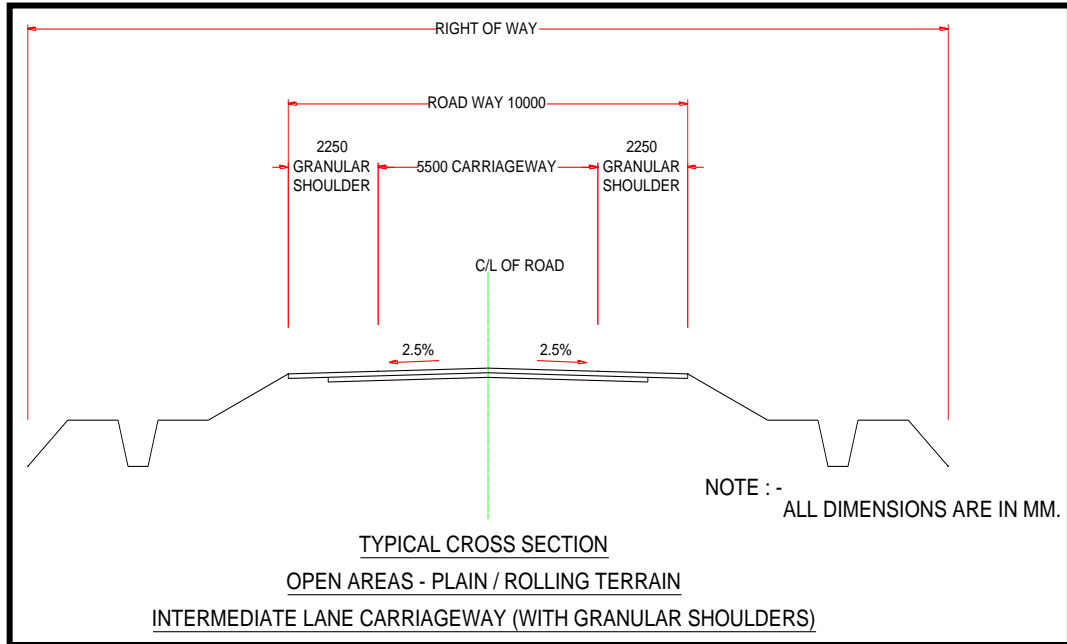 RIGHT OF WAY
ROAD WAY 10000
2250
GRANULAR
SHOULDER
5500 CARRIAGEWAY
2250
GRANULAR
SHOULDER
C/L OF ROAD
2.5%
2.5%
NOTE : -
ALL DIMENSIONS ARE IN MM.
TYPICAL CROSS SECTION
OPEN AREAS - PLAIN / ROLLING TERRAIN
INTERMEDIATE LANE CARRIAGEWAY (WITH GRANULAR SHOULDERS)